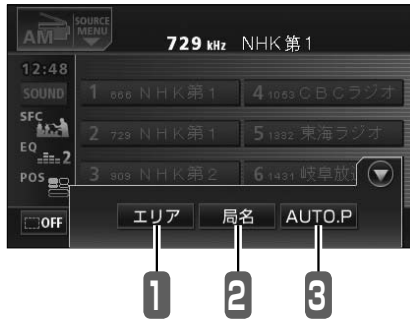 AM SOURCE MENU
729 kHz NHK第1
12:48
SOUND
1 666 NHK第1 4 1053 CBCラジオ
SFC
2 729 NHK第1 5 1332 東海ラジオ
EQ 2
3 909 NHK第2 6 1431 岐阜放送
POS
OFF エリア 局名 AUTO.P
1 2 3